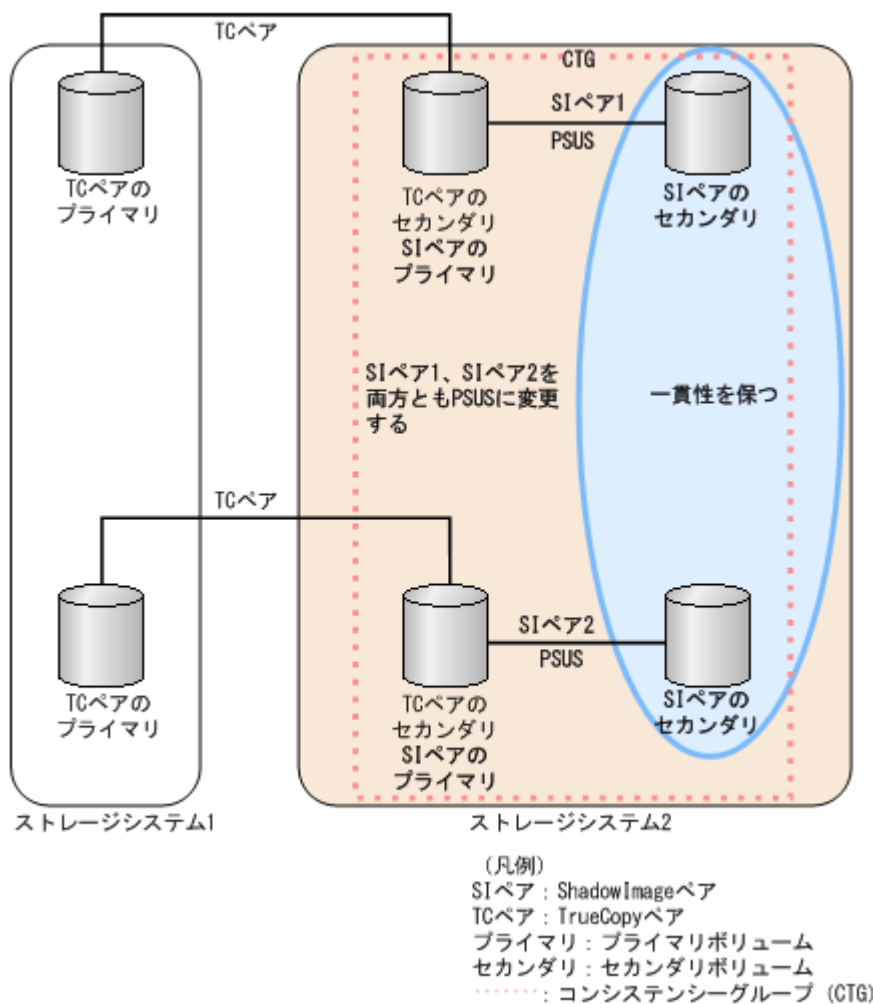 TCペア
CTG
SIペア1
PSUS
TCペアの
プライマリ
TCペアの
セカンダリ
SIペアの
プライマリ
SIペアの
セカンダリ
SIペア1、SIペア2を
両方ともPSUSに変更
する
一貫性を保つ
TCペア
SIペア2
PSUS
TCペアの
プライマリ
TCペアの
セカンダリ
SIペアの
プライマリ
SIペアの
セカンダリ
ストレージシステム1
ストレージシステム2
（凡例）
SIペア：ShadowImageペア
TCペア：TrueCopyペア
プライマリ：プライマリボリューム
セカンダリ：セカンダリボリューム
：コンシステンシーグループ (CTG)